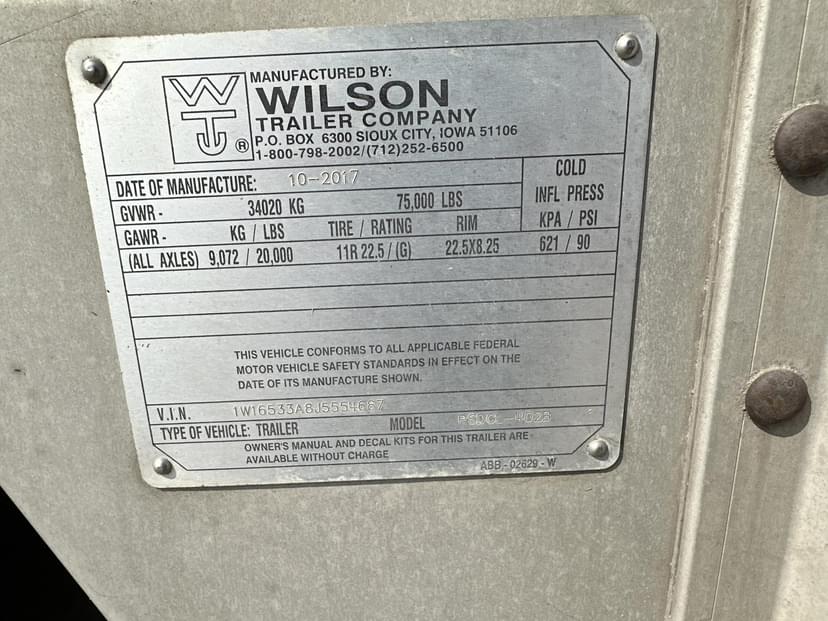 MANUFACTURED BY:
WILSON
TRAILER COMPANY
P.O. BOX 6300 SIOUX CITY, IOWA 51106
1-800-798-2002/(712)252-6500
WT ®
DATE OF MANUFACTURE: 10-2017
COLD
INFL PRESS
KPA / PSI
GVWR - 34020 KG 75,000 LBS
GAWR - KG / LBS TIRE / RATING RIM
(ALL AXLES) 9,072 / 20,000 11R 22.5 / (G) 22.5X8.25 621 / 90
THIS VEHICLE CONFORMS TO ALL APPLICABLE FEDERAL
MOTOR VEHICLE SAFETY STANDARDS IN EFFECT ON THE
DATE OF ITS MANUFACTURE SHOWN.
V.I.N. 1W16533A8J5554667
TYPE OF VEHICLE: TRAILER MODEL
OWNER'S MANUAL AND DECAL KITS FOR THIS TRAILER ARE
AVAILABLE WITHOUT CHARGE
ABB - 02629 - W